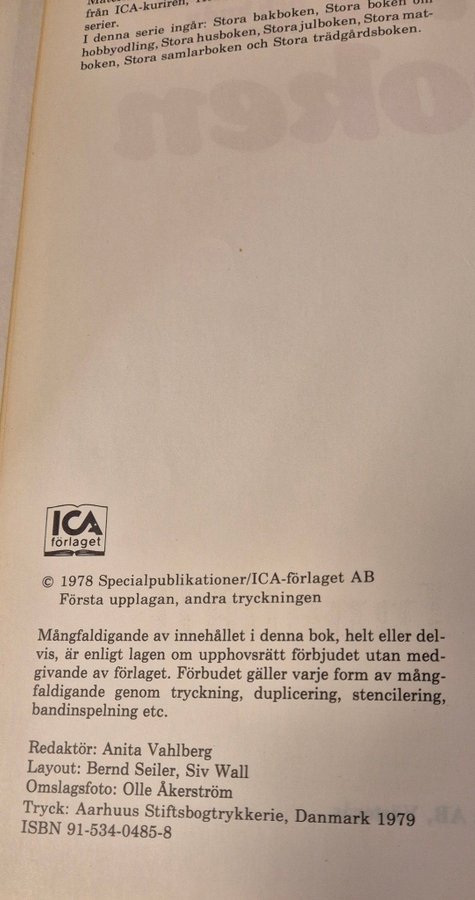 från ICA-kuriren,
serier.
I denna serie ingår: Stora bakboken, Stora boken om
hobbyodling, Stora husboken, Stora julboken, Stora mat-
boken, Stora samlarboken och Stora trädgårdsboken.
oken
ICA
förlaget
© 1978 Specialpublikationer/ICA-förlaget AB
Första upplagan, andra tryckningen
Mångfaldigande av innehållet i denna bok, helt eller del-
vis, är enligt lagen om upphovsrätt förbjudet utan med-
givande av förlaget. Förbudet gäller varje form av mång-
faldigande genom tryckning, duplicering, stencilering,
bandinspelning etc.
Redaktör: Anita Vahlberg
Layout: Bernd Seiler, Siv Wall
Omslagsfoto: Olle Åkerström
Tryck: Aarhuus Stiftsbogtrykkerie, Danmark 1979
ISBN 91-534-0485-8